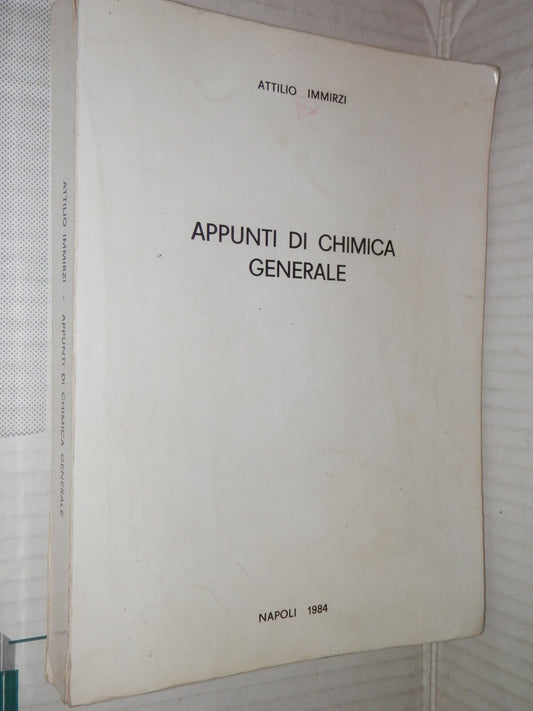 ATTILIO IMMIRZI
APPUNTI DI CHIMICA
GENERALE
NAPOLI 1984
ATTILIO IMMIRZI - APPUNTI DI CHIMICA GENERALE